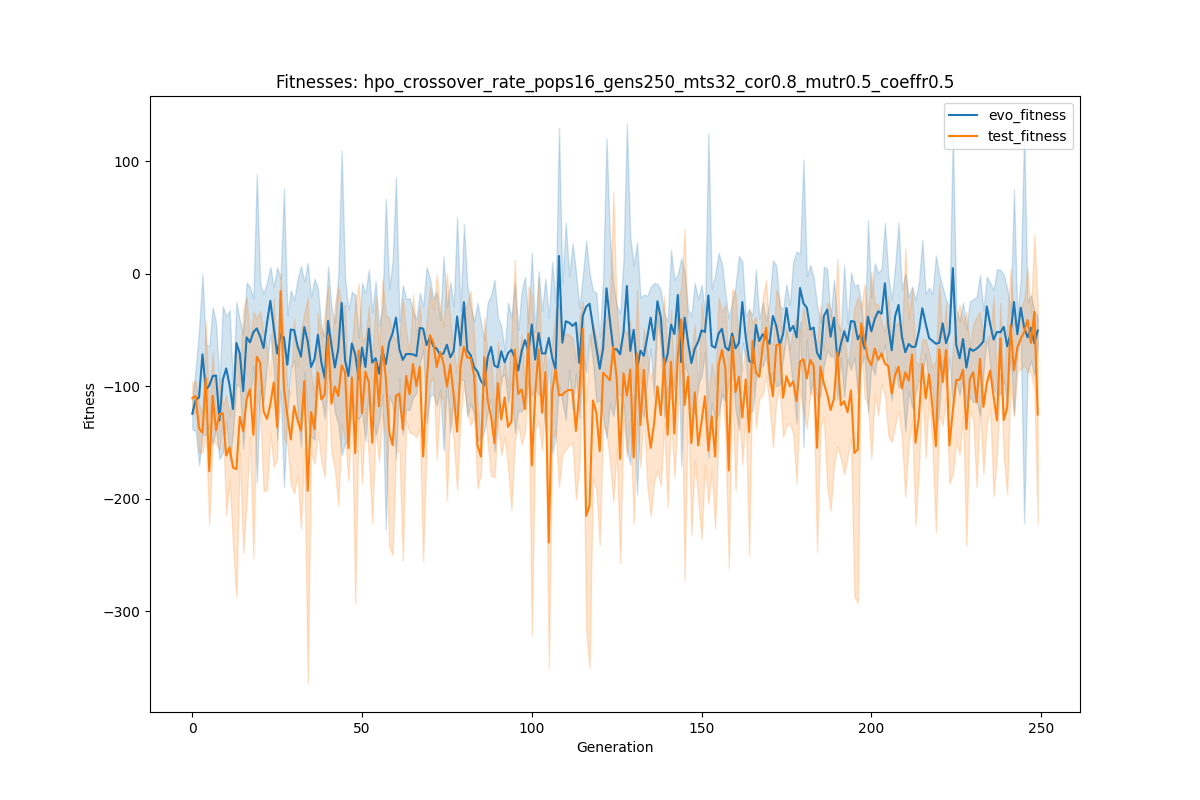 Fitnesses: hpo_crossover_rate_pops16_gens250_mts32_cor0.8_mutr0.5_coeffr0.5
evo_fitness
test_fitness
100
0
−100
−200
−300
Fitness
0
50
100
150
200
250
Generation